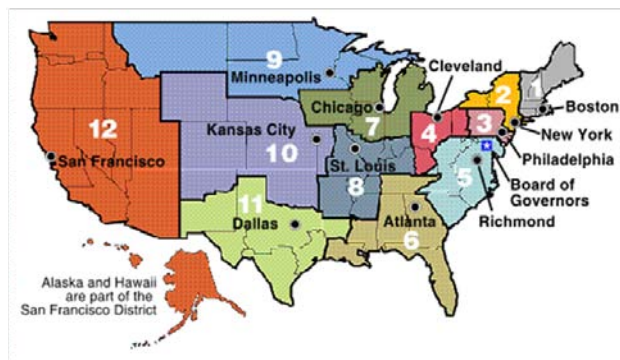 9
Minneapolis
Cleveland
1
2
Boston
Chicago
12
7
4
3
New York
Kansas City
10
San Francisco
St. Louis
Philadelphia
5
Board of
Governors
8
11
Richmond
Dallas
Atlanta
6
Alaska and Hawaii
are part of the
San Francisco District